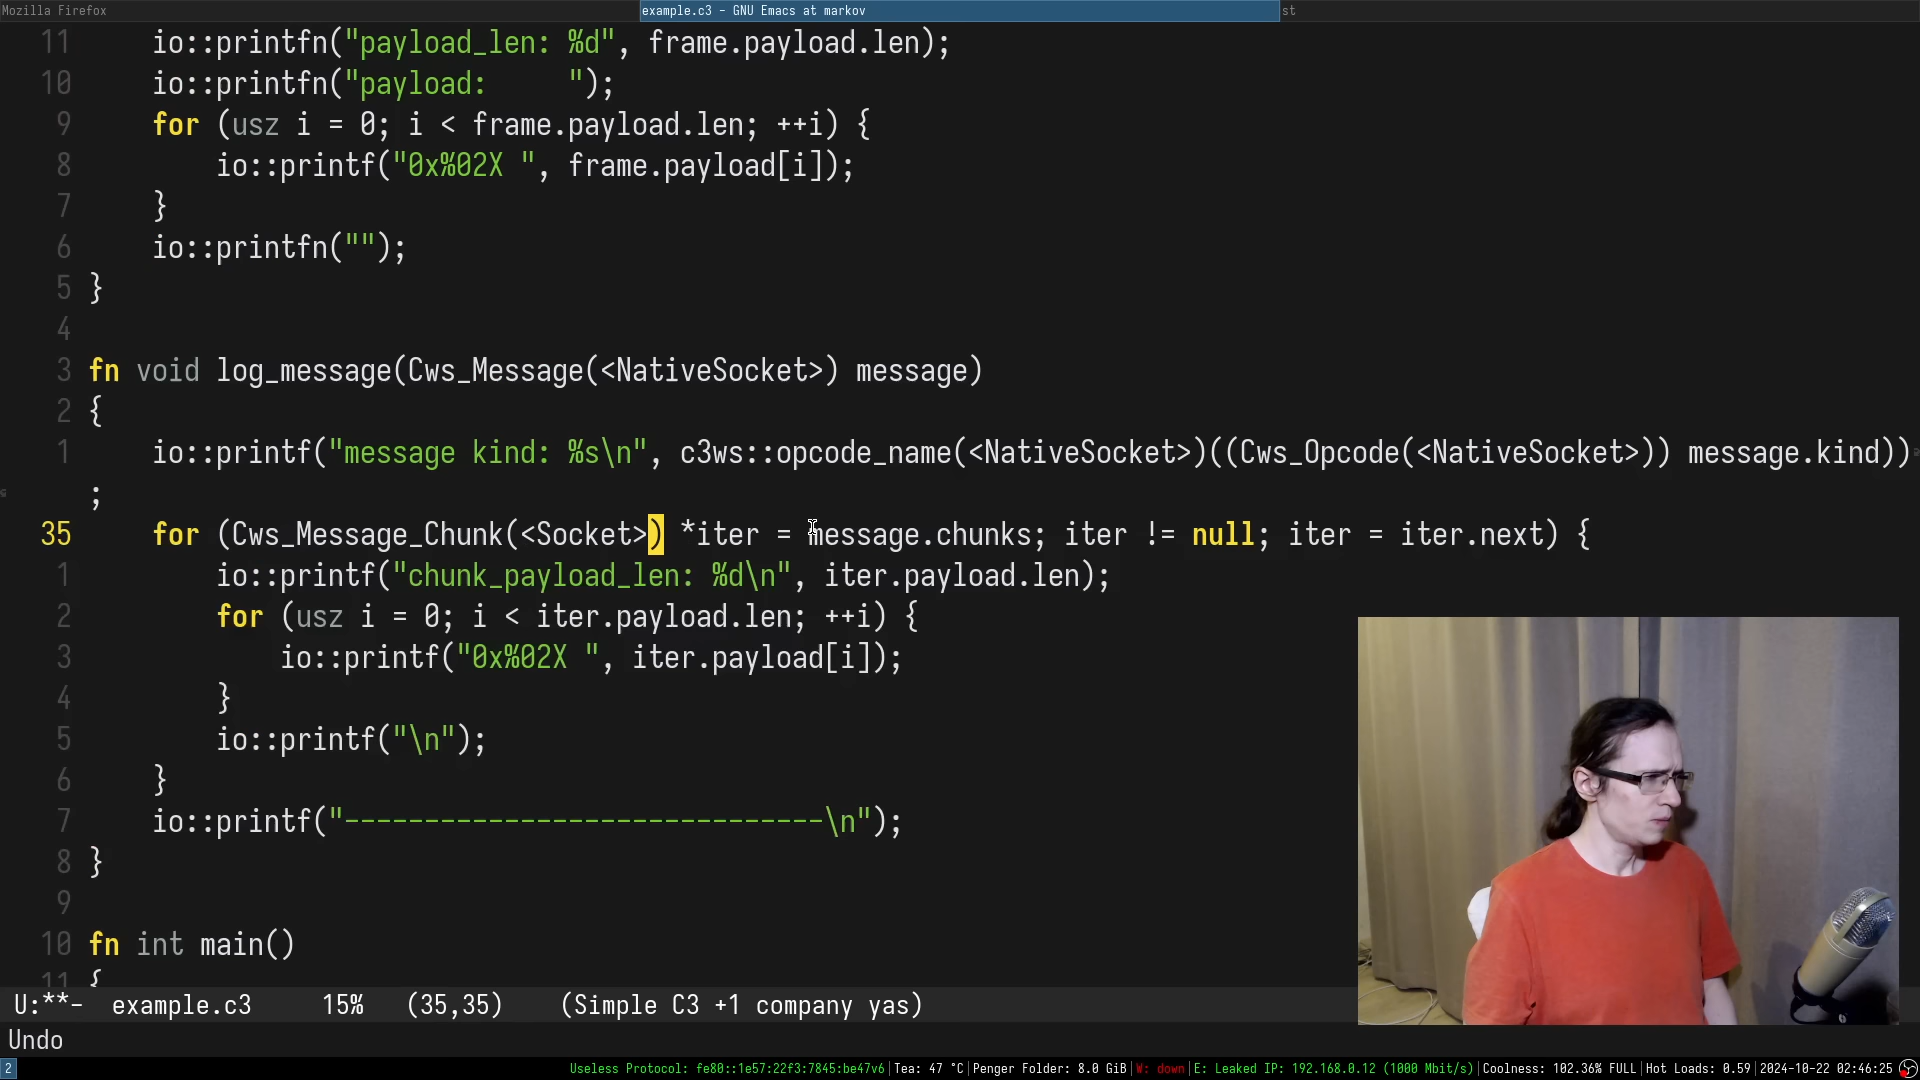 Mozilla Firefox example.c3 - GNU Emacs at markov st
11 io::printfn("payload_len: %d", frame.payload.len);
10 io::printfn("payload:     ");
9 for (usz i = 0; i < frame.payload.len; ++i) {
8 io::printf("0x%02X ", frame.payload[i]);
7 }
6 io::printfn("");
5 }
4
3 fn void log_message(Cws_Message(<NativeSocket>) message)
2 {
1 io::printf("message kind: %s\n", c3ws::opcode_name(<NativeSocket>)((Cws_Opcode(<NativeSocket>)) message.kind))
;
35 for (Cws_Message_Chunk(<Socket>) *iter = message.chunks; iter != null; iter = iter.next) {
1 io::printf("chunk_payload_len: %d\n", iter.payload.len);
2 for (usz i = 0; i < iter.payload.len; ++i) {
3 io::printf("0x%02X ", iter.payload[i]);
4 }
5 io::printf("\n");
6 }
7 io::printf("------------------------------\n");
8 }
9
10 fn int main()
11 {
U:**- example.c3 15% (35,35) (Simple C3 +1 company yas)
Undo
2 Useless Protocol: fe80::1e57:22f3:7845:be47v6|Tea: 47 °C|Penger Folder: 8.0 GiB|W: down|E: Leaked IP: 192.168.0.12 (1000 Mbit/s)|Coolness: 102.36% FULL|Hot Loads: 0.59|2024-10-22 02:46:25